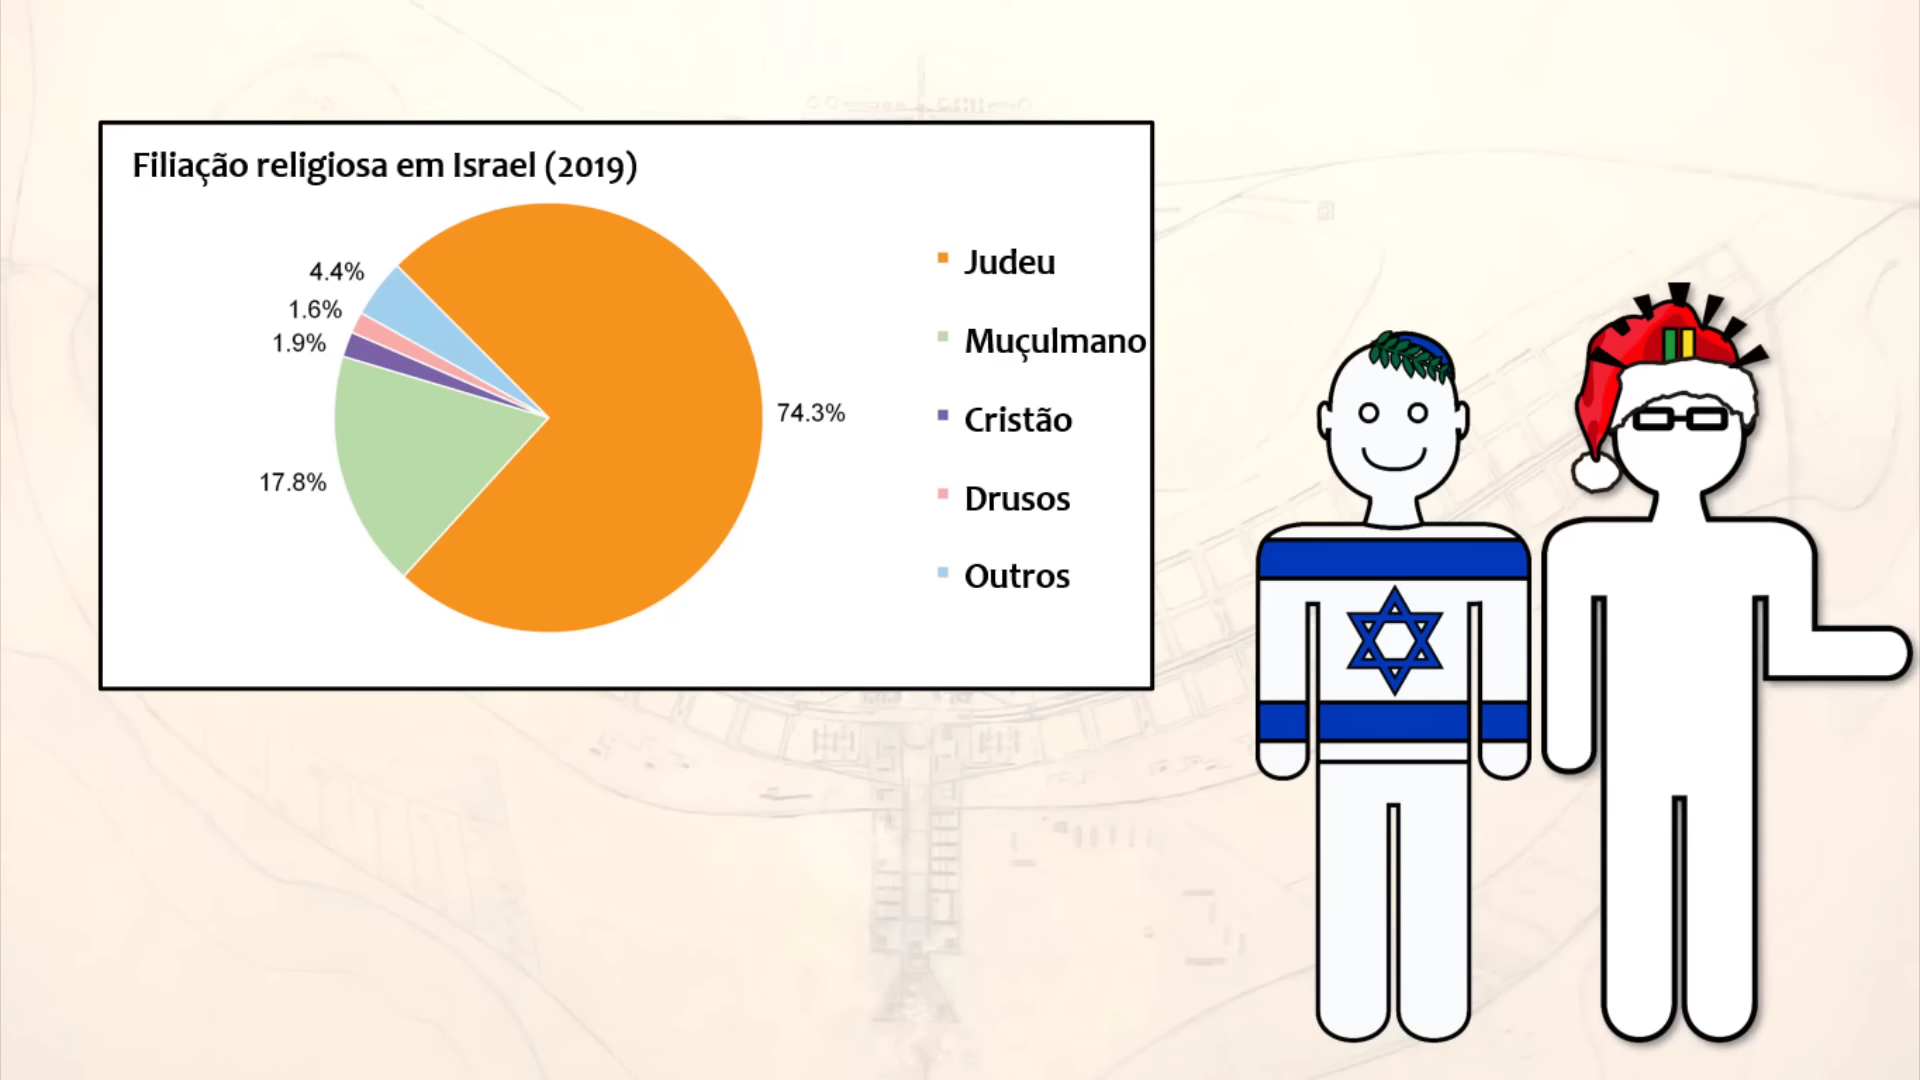 Filiação religiosa em Israel (2019)
4.4%
1.6%
1.9%
17.8%
74.3%
Judeu
Muçulmano
Cristão
Drusos
Outros